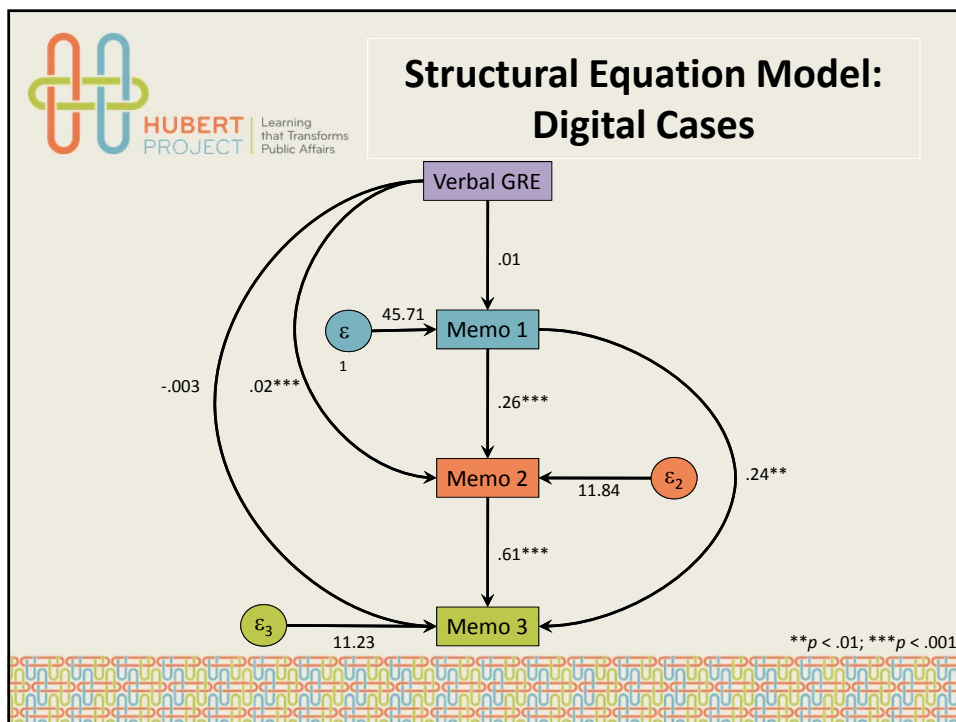 HUBERT
PROJECT
Learning
that Transforms
Public Affairs
Structural Equation Model:
Digital Cases
Verbal GRE
.01
45.71
ε
1
Memo 1
-.003
.02***
.26***
.24**
Memo 2
11.84
ε2
.61***
ε3
11.23
Memo 3
**p < .01; ***p < .001